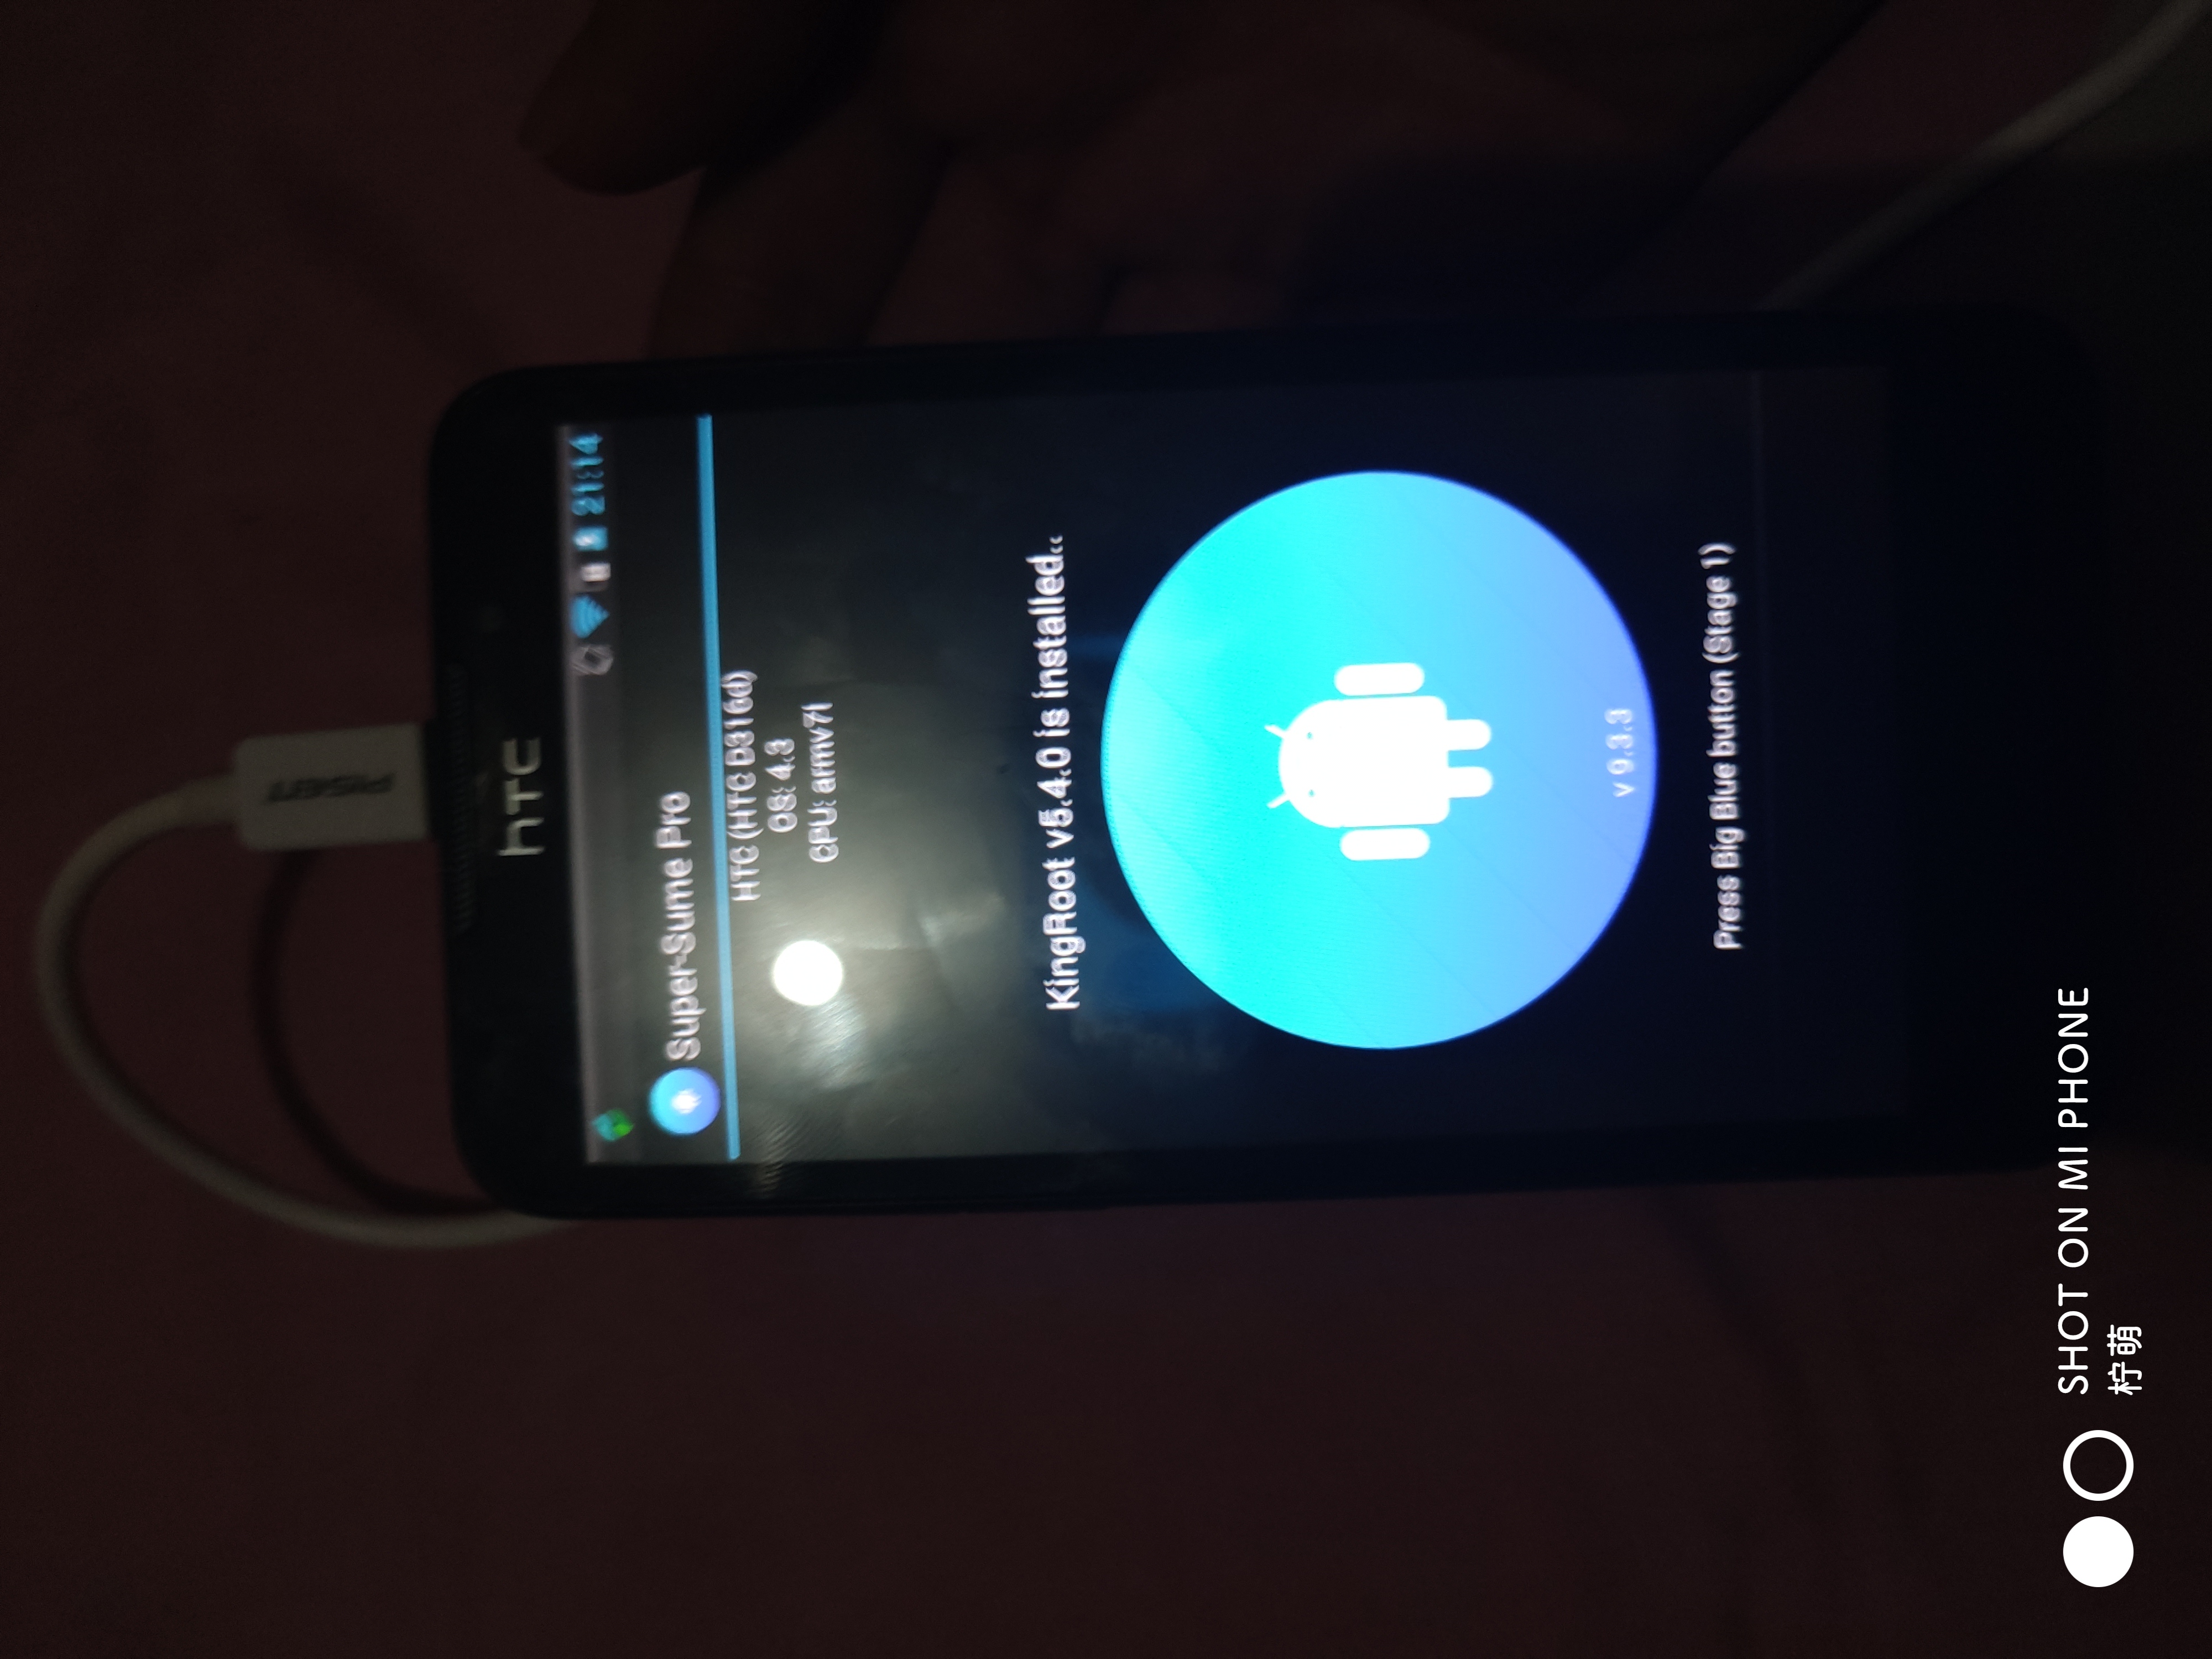 PISEN
hTC
21:14
Super-Sume Pro
HTC (HTC D316d)
OS: 4.3
CPU: armv7l
KingRoot v5.4.0 is installed..
v 9.3.3
Press Big Blue button (Stage 1)
SHOT ON MI PHONE
柠萌